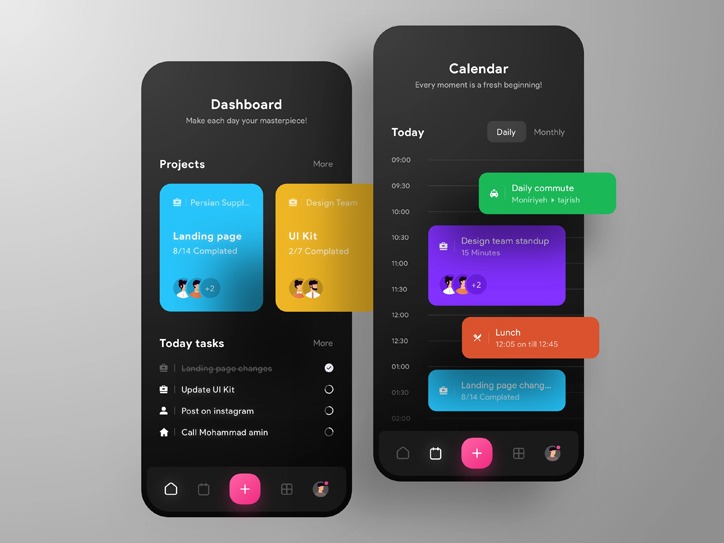 Dashboard
Make each day your masterpiece!
Projects
More
Persian Suppl...
Landing page
8/14 Complated
+2
Design Team
UI Kit
2/7 Complated
Today tasks
More
Landing page changes
Update UI Kit
Post on instagram
Call Mohammad amin
Calendar
Every moment is a fresh beginning!
Today
Daily
Monthly
09:00
09:30
Daily commute
Moniriyeh ▸ tajrish
10:00
10:30
Design team standup
15 Minutes
11:00
11:30
+2
12:00
Lunch
12:05 on till 12:45
12:30
01:00
Landing page chang...
8/14 Complated
01:30
02:00